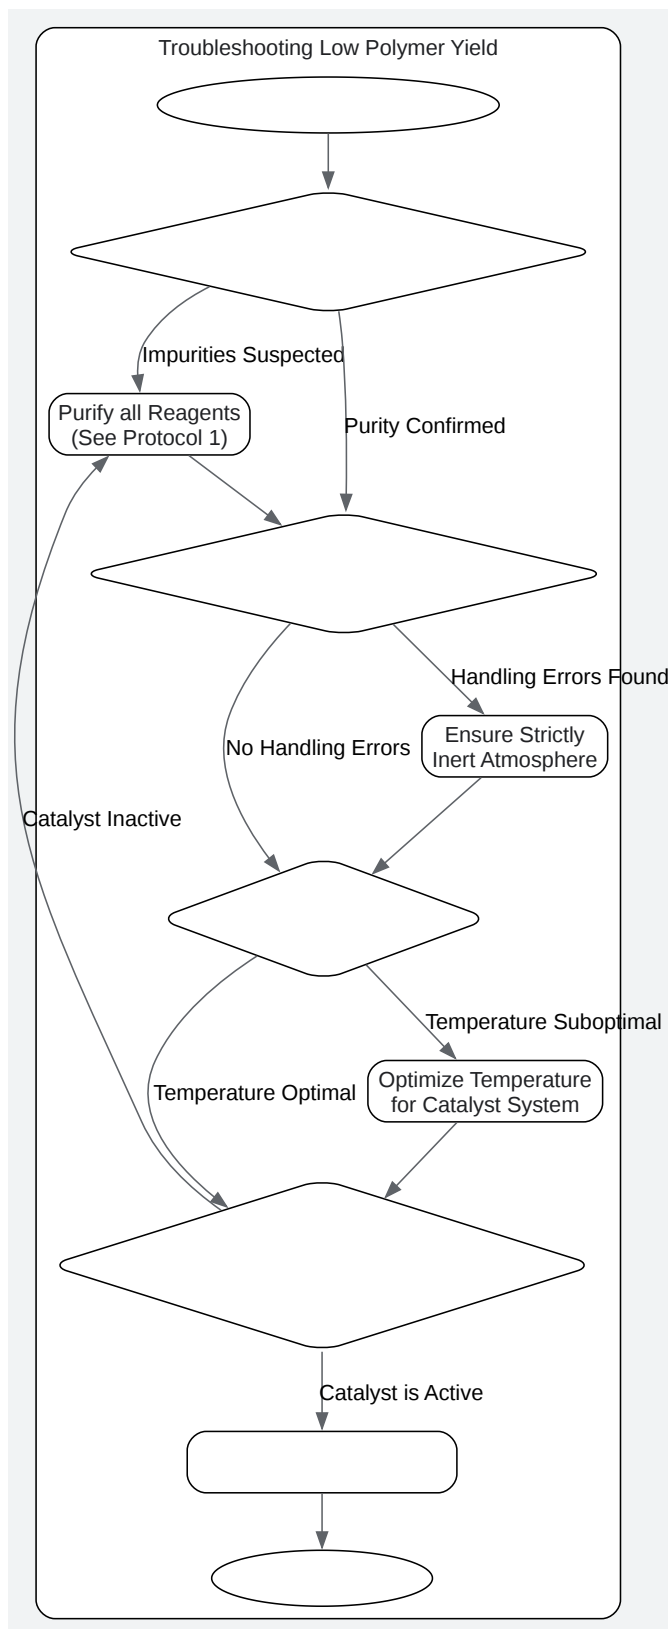 Troubleshooting Low Polymer Yield
Impurities Suspected
Purify all Reagents
(See Protocol 1)
Purity Confirmed
Handling Errors Found
No Handling Errors
Ensure Strictly
Inert Atmosphere
Catalyst Inactive
Temperature Suboptimal
Temperature Optimal
Optimize Temperature
for Catalyst System
Catalyst is Active